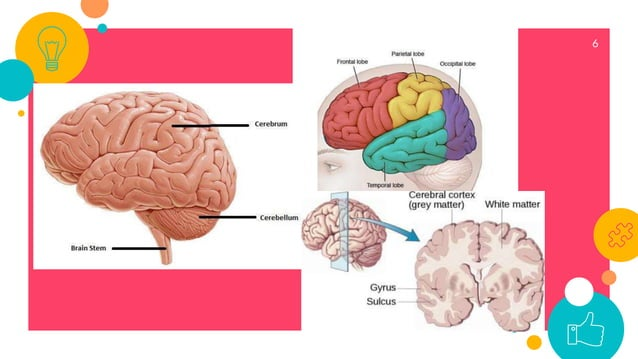 6
Cerebrum
Cerebellum
Brain Stem
Frontal lobe
Parietal lobe
Occipital lobe
Temporal lobe
Cerebral cortex
(grey matter)
White matter
Gyrus
Sulcus